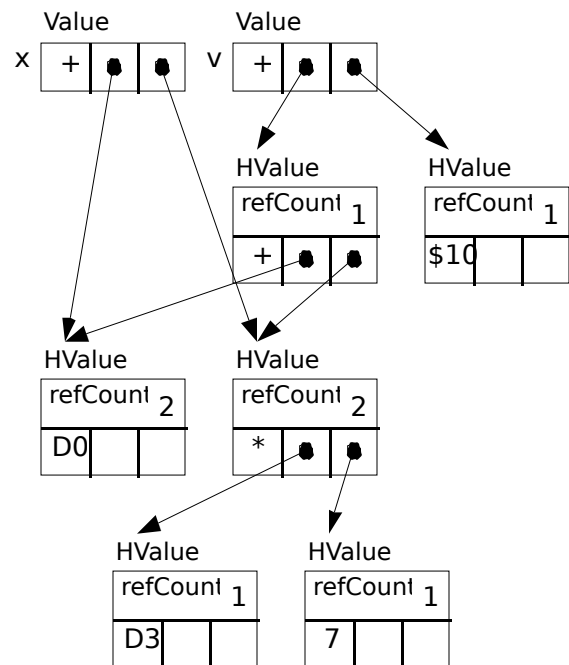 Value Value
x + v +
HValue HValue
refCount 1 refCount 1
+ $10
HValue HValue
refCount 2 refCount 2
D0 *
HValue HValue
refCount 1 refCount 1
D3 7